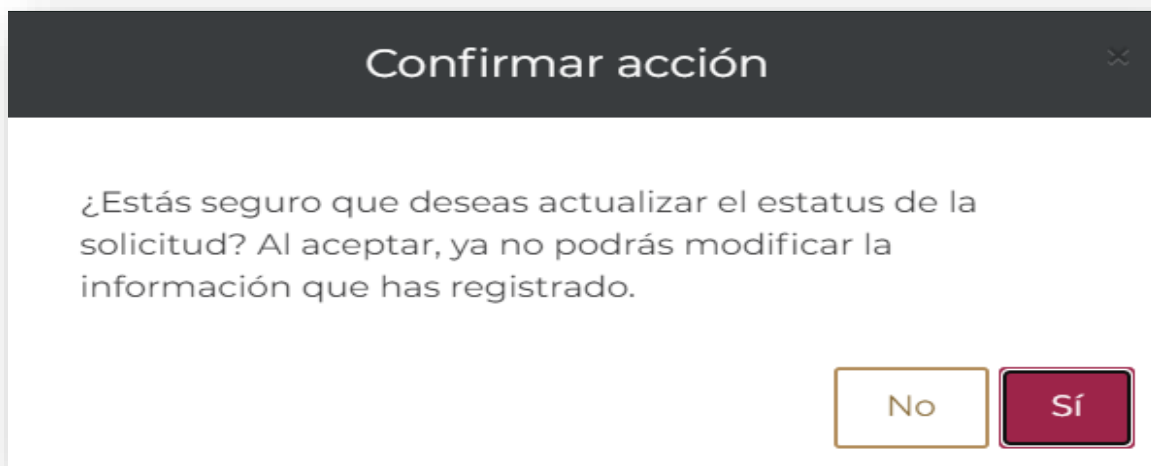 Confirmar acción
×
¿Estás seguro que deseas actualizar el estatus de la
solicitud? Al aceptar, ya no podrás modificar la
información que has registrado.
No
Sí